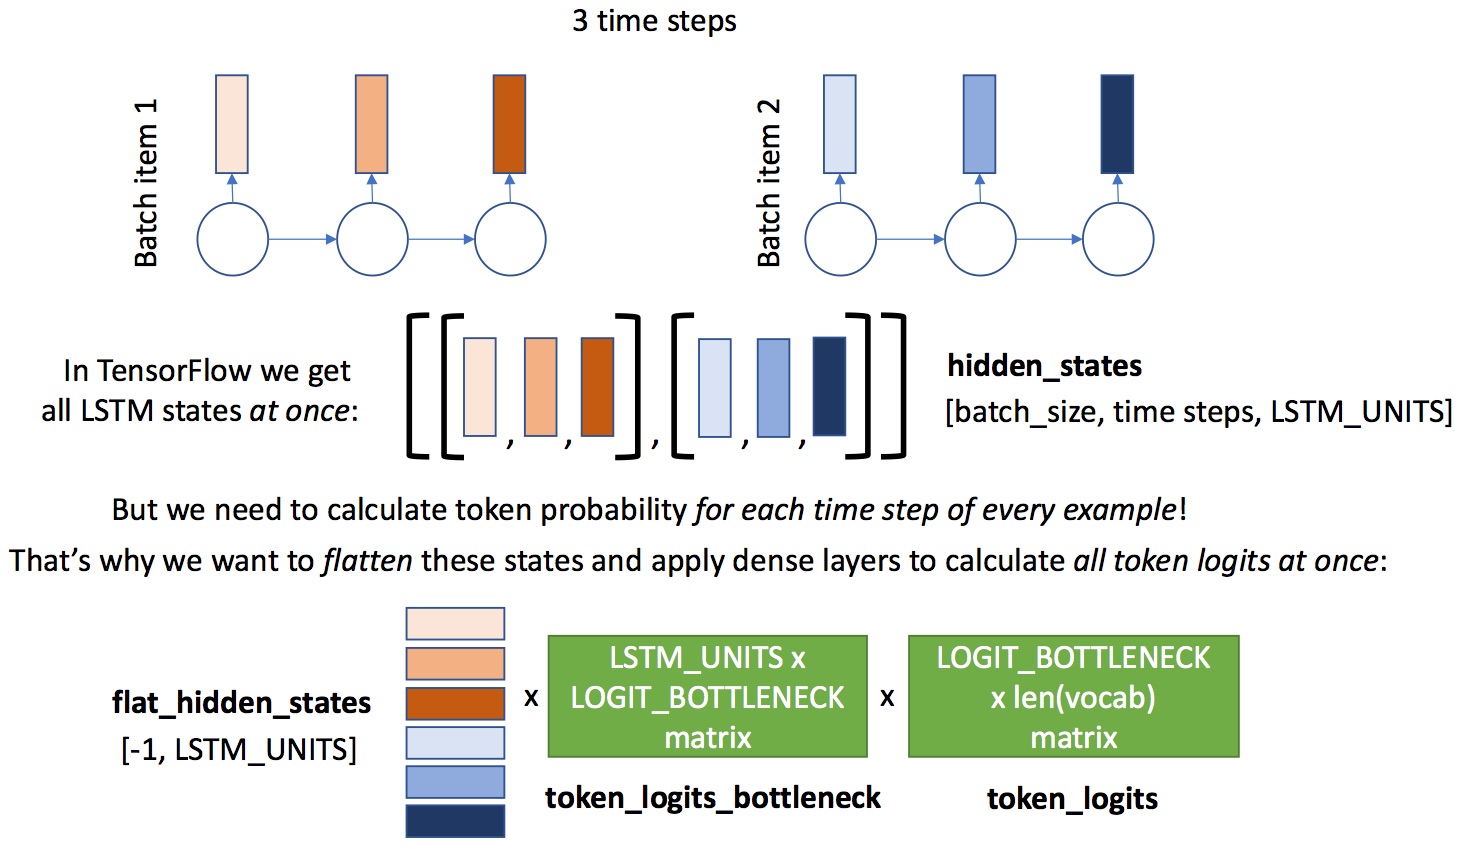 3 time steps
Batch item 1
Batch item 2
In TensorFlow we get
all LSTM states at once:
, , , , ,
hidden_states
[batch_size, time steps, LSTM_UNITS]
But we need to calculate token probability for each time step of every example!
That’s why we want to flatten these states and apply dense layers to calculate all token logits at once:
flat_hidden_states
[-1, LSTM_UNITS]
x
LSTM_UNITS x
LOGIT_BOTTLENECK
matrix
x
LOGIT_BOTTLENECK
x len(vocab)
matrix
token_logits_bottleneck
token_logits